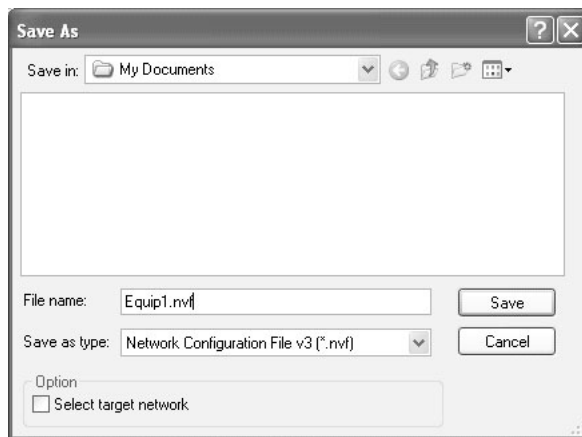 Save As
Save in: My Documents
File name: Equip1.nvf
Save
Save as type: Network Configuration File v3 (*.nvf)
Cancel
Option
Select target network